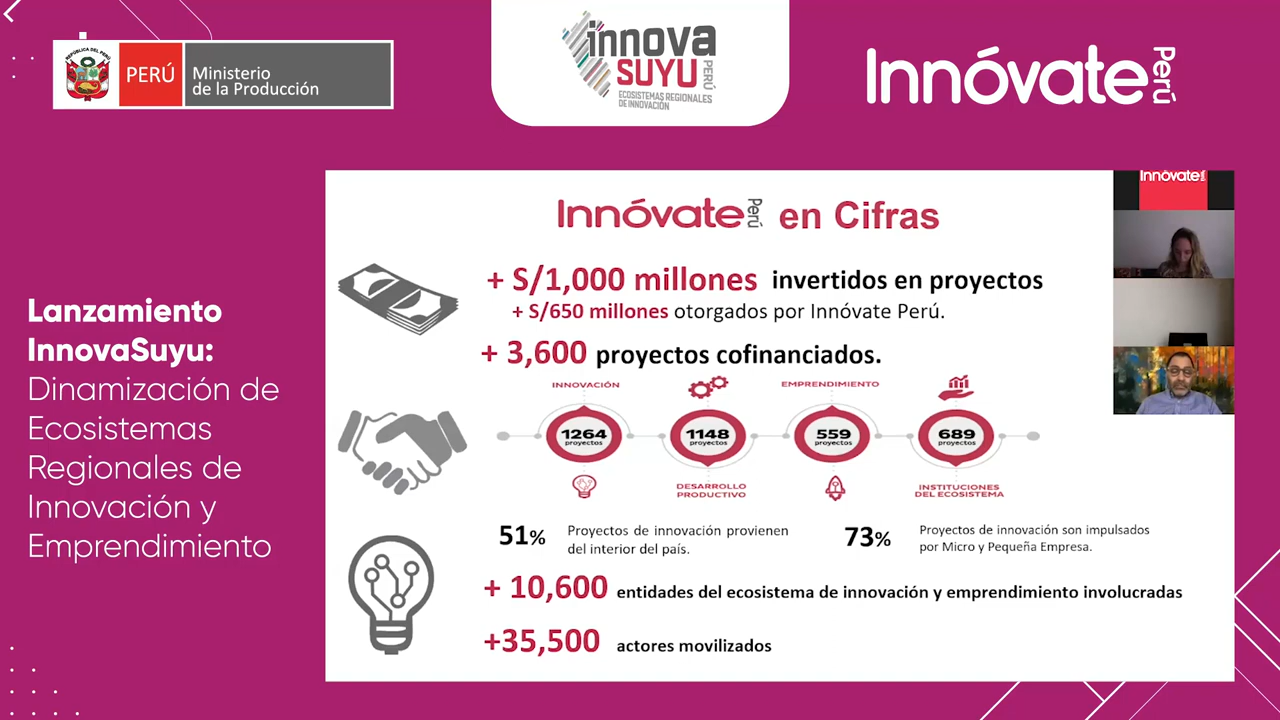 REPÚBLICA DEL PERÚ
PERÚ
Ministerio
de la Producción
innova
SUYU
PERÚ
ECOSISTEMAS REGIONALES
DE INNOVACIÓN
Innóvate
Perú
Lanzamiento
InnovaSuyu:
Dinamización de
Ecosistemas
Regionales de
Innovación y
Emprendimiento
Innóvate Perú en Cifras
+ S/1,000 millones invertidos en proyectos
+ S/650 millones otorgados por Innóvate Perú.
+ 3,600 proyectos cofinanciados.
INNOVACIÓN
EMPRENDIMIENTO
1264
proyectos
1148
proyectos
559
proyectos
689
proyectos
DESARROLLO
PRODUCTIVO
INSTITUCIONES
DEL ECOSISTEMA
51% Proyectos de innovación provienen
del interior del país.
73% Proyectos de innovación son impulsados
por Micro y Pequeña Empresa.
+ 10,600 entidades del ecosistema de innovación y emprendimiento involucradas
+35,500 actores movilizados
Innóvate